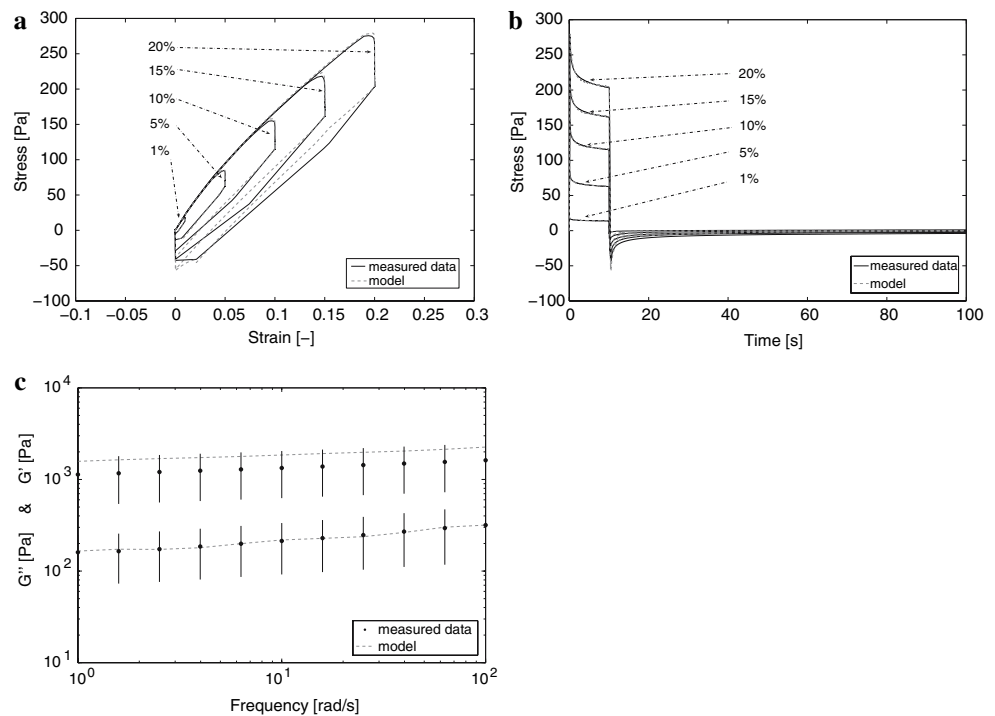 a
300
250
200
150
100
50
0
−50
−100
Stress [Pa]
20%
15%
10%
5%
1%
measured data
model
−0.1 −0.05 0 0.05 0.1 0.15 0.2 0.25 0.3
Strain [−]
b
300
250
200
150
100
50
0
−50
−100
Stress [Pa]
20%
15%
10%
5%
1%
measured data
model
0 20 40 60 80 100
Time [s]
c
10^4
10^3
10^2
10^1
G'' [Pa] & G' [Pa]
measured data
model
10^0 10^1 10^2
Frequency [rad/s]